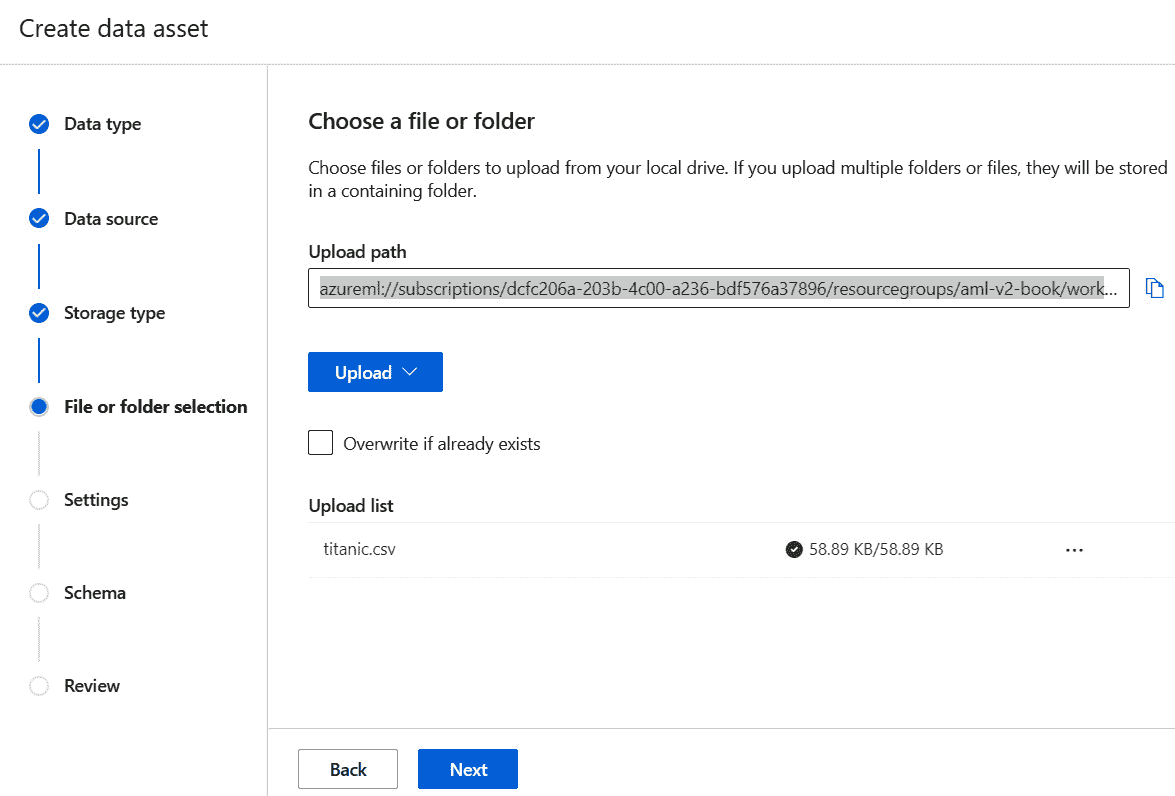 Create data asset
Data type
Data source
Storage type
File or folder selection
Settings
Schema
Review
Choose a file or folder
Choose files or folders to upload from your local drive. If you upload multiple folders or files, they will be stored
in a containing folder.
Upload path
azureml://subscriptions/dcfc206a-203b-4c00-a236-bdf576a37896/resourcegroups/aml-v2-book/work...
Upload
Overwrite if already exists
Upload list
titanic.csv 58.89 KB/58.89 KB ...
Back Next